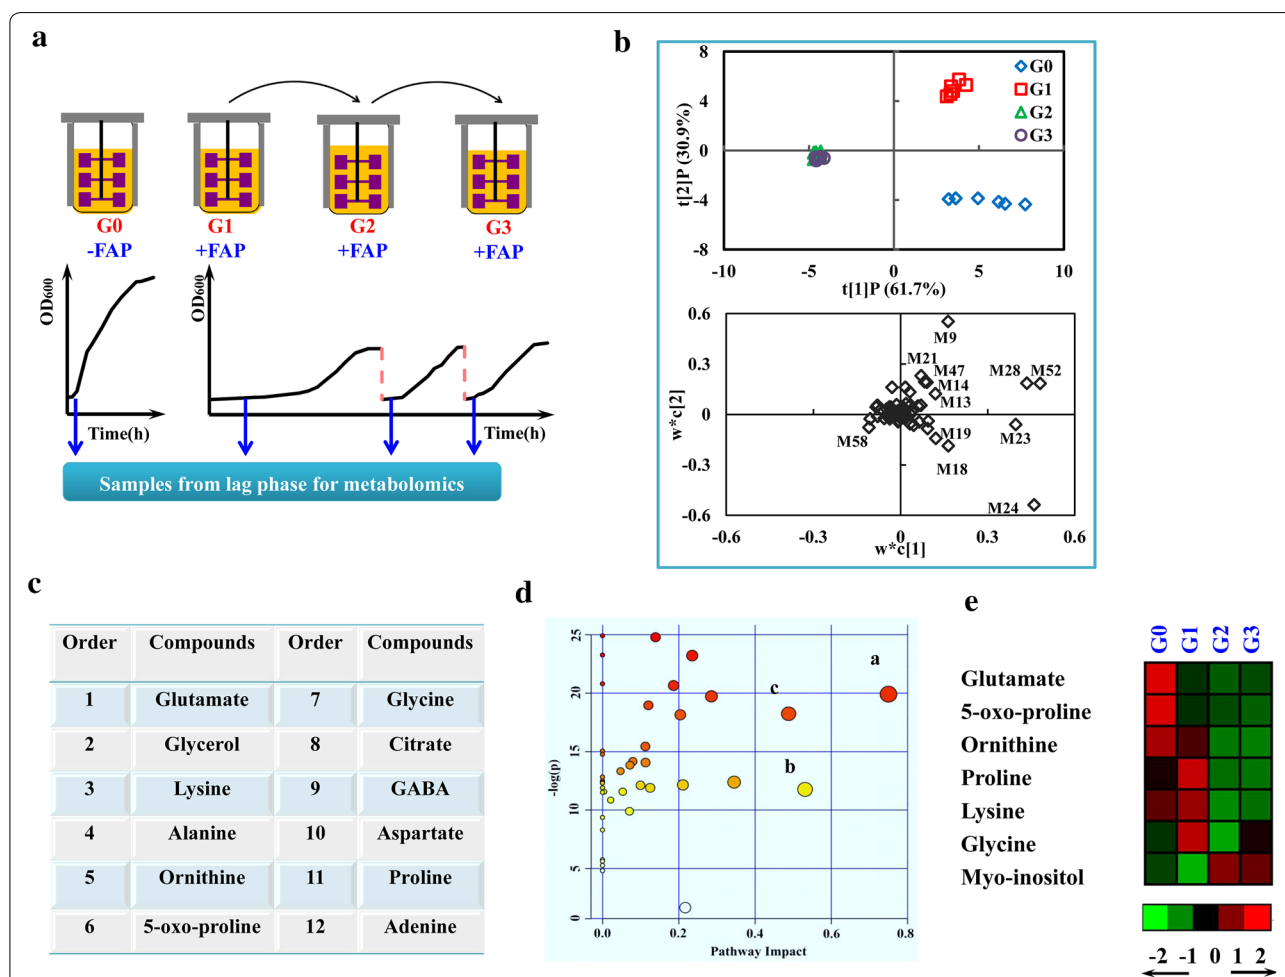 a
G0
G1
G2
G3
-FAP
+FAP
+FAP
+FAP
OD600
OD600
Time(h)
Time(h)
Samples from lag phase for metabolomics
b
8
4
0
-4
-8
t[2]P (30.9%)
G0
G1
G2
G3
-10
-5
0
5
10
t[1]P (61.7%)
0.6
0.3
0
-0.3
-0.6
w*c[2]
M9
M21
M47
M14
M13
M28
M52
M19
M23
M58
M18
M24
-0.6
-0.3
0
0.3
0.6
w*c[1]
c
Order Compounds Order Compounds
1 Glutamate 7 Glycine
2 Glycerol 8 Citrate
3 Lysine 9 GABA
4 Alanine 10 Aspartate
5 Ornithine 11 Proline
6 5-oxo-proline 12 Adenine
d
25
20
15
10
5
0
-log(p)
a
c
b
0.0
0.2
0.4
0.6
0.8
Pathway Impact
e
G0
G1
G2
G3
Glutamate
5-oxo-proline
Ornithine
Proline
Lysine
Glycine
Myo-inositol
-2 -1 0 1 2